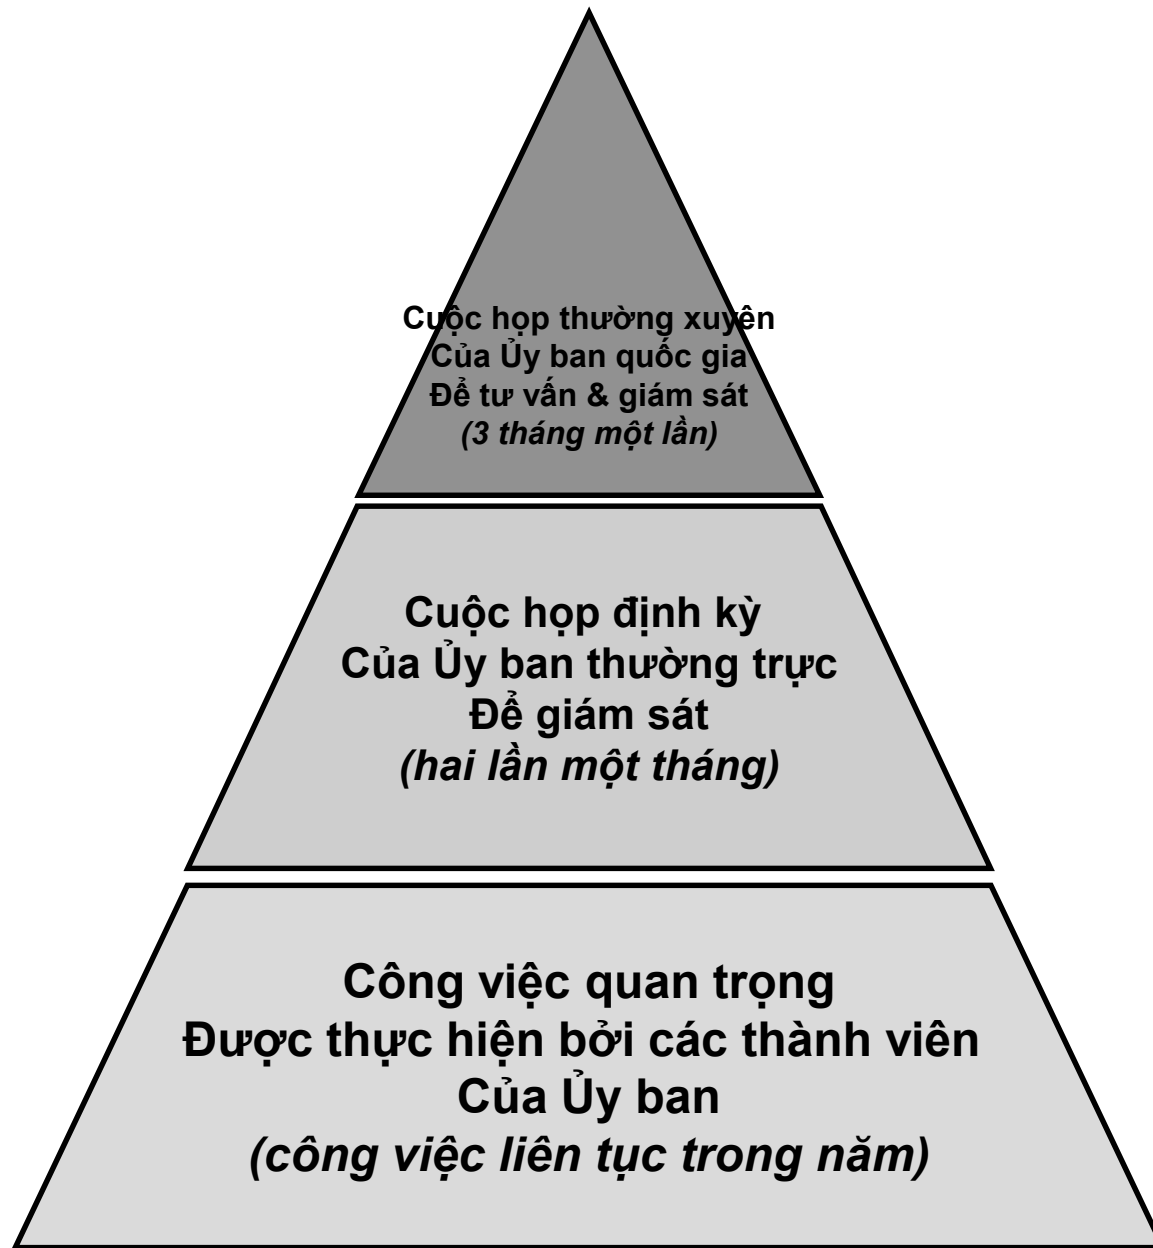 Cuộc họp thường xuyên
Của Ủy ban quốc gia
Để tư vấn & giám sát
(3 tháng một lần)
Cuộc họp định kỳ
Của Ủy ban thường trực
Để giám sát
(hai lần một tháng)
Công việc quan trọng
Được thực hiện bởi các thành viên
Của Ủy ban
(công việc liên tục trong năm)